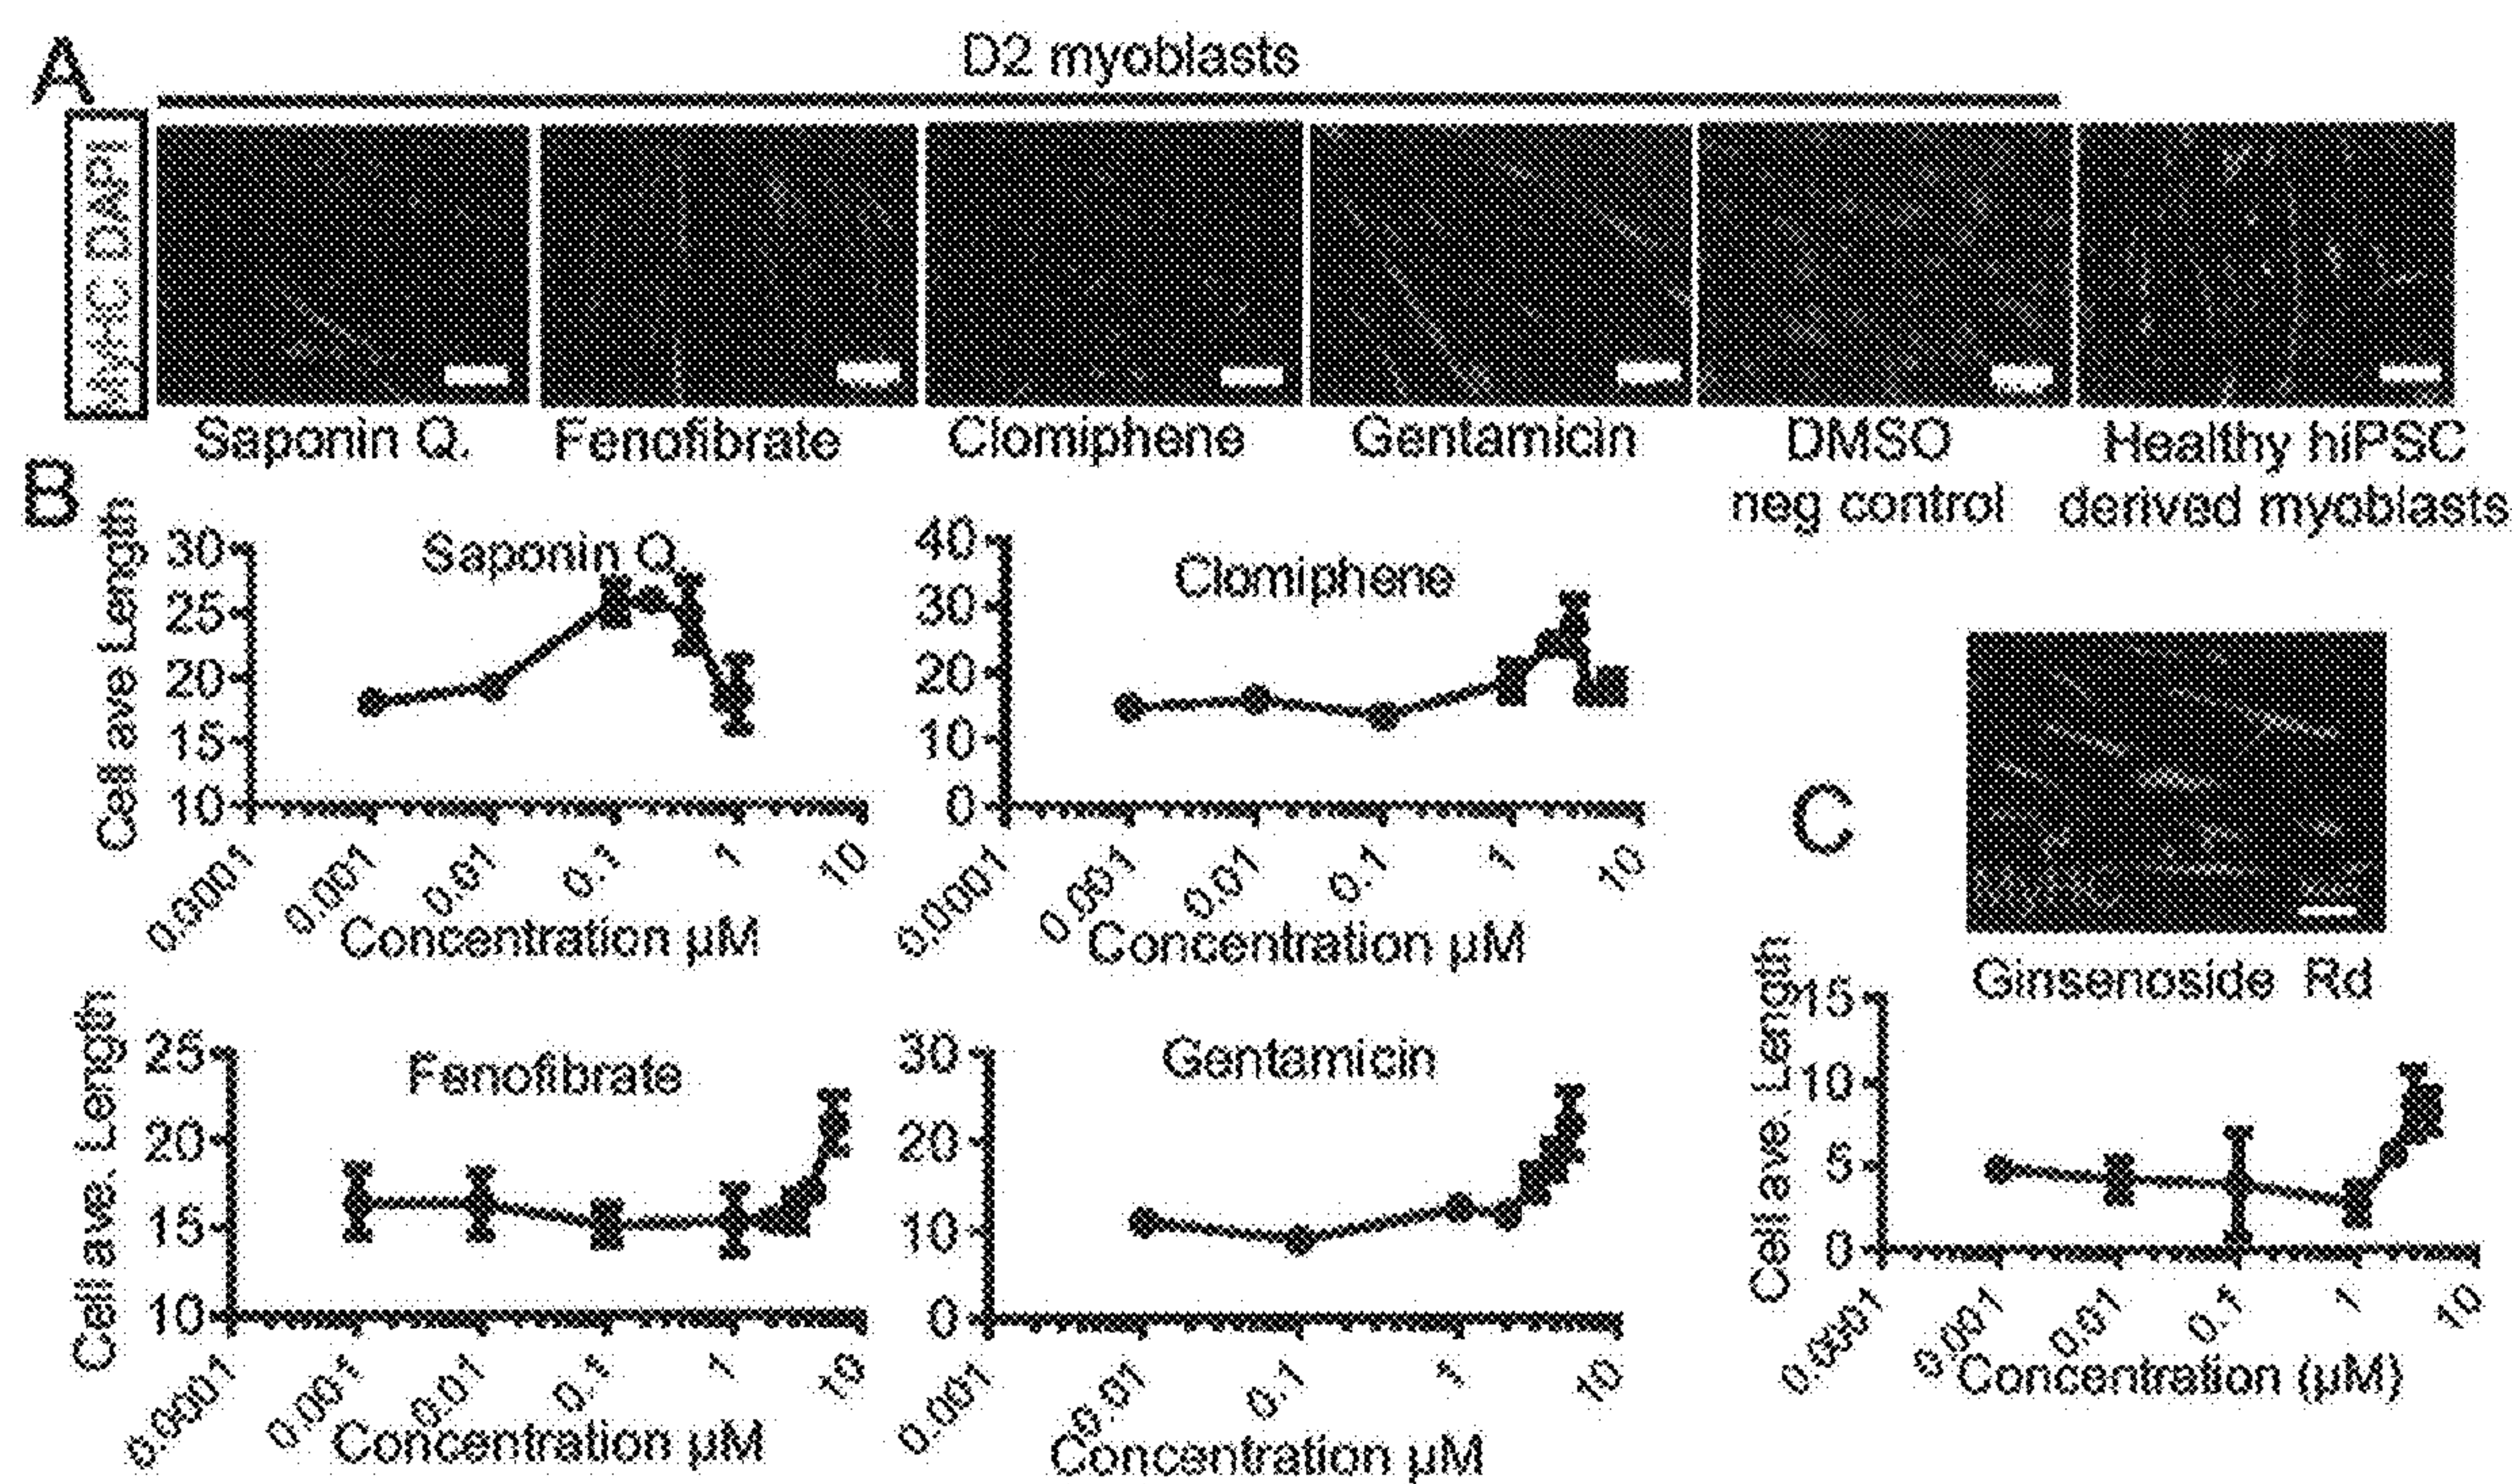 A
D2 myoblasts
MyHC DAPI
Saponin Q.
Fenofibrate
Clomiphene
Gentamicin
DMSO
neg control
Healthy hiPSC
derived myoblasts
B
Cell ave Length
30
25
20
15
10
Saponin Q.
0.0001
0.001
0.01
0.1
1
10
Concentration µM
40
30
20
10
0
Clomiphene
0.0001
0.001
0.01
0.1
1
10
Concentration µM
Cell ave. Length
25
20
15
10
Fenofibrate
0.0001
0.001
0.01
0.1
1
10
Concentration µM
30
20
10
0
Gentamicin
0.001
0.01
0.1
1
10
Concentration µM
C
Ginsenoside Rd
Cell ave. Length
15
10
5
0
0.0001
0.001
0.01
0.1
1
10
Concentration (µM)